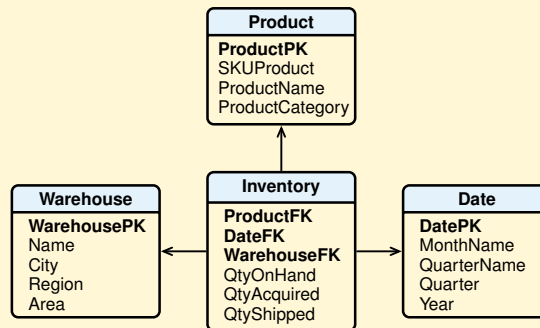 Product
ProductPK
SKUProduct
ProductName
ProductCategory
Warehouse
WarehousePK
Name
City
Region
Area
Inventory
ProductFK
DateFK
WarehouseFK
QtyOnHand
QtyAcquired
QtyShipped
Date
DatePK
MonthName
QuarterName
Quarter
Year